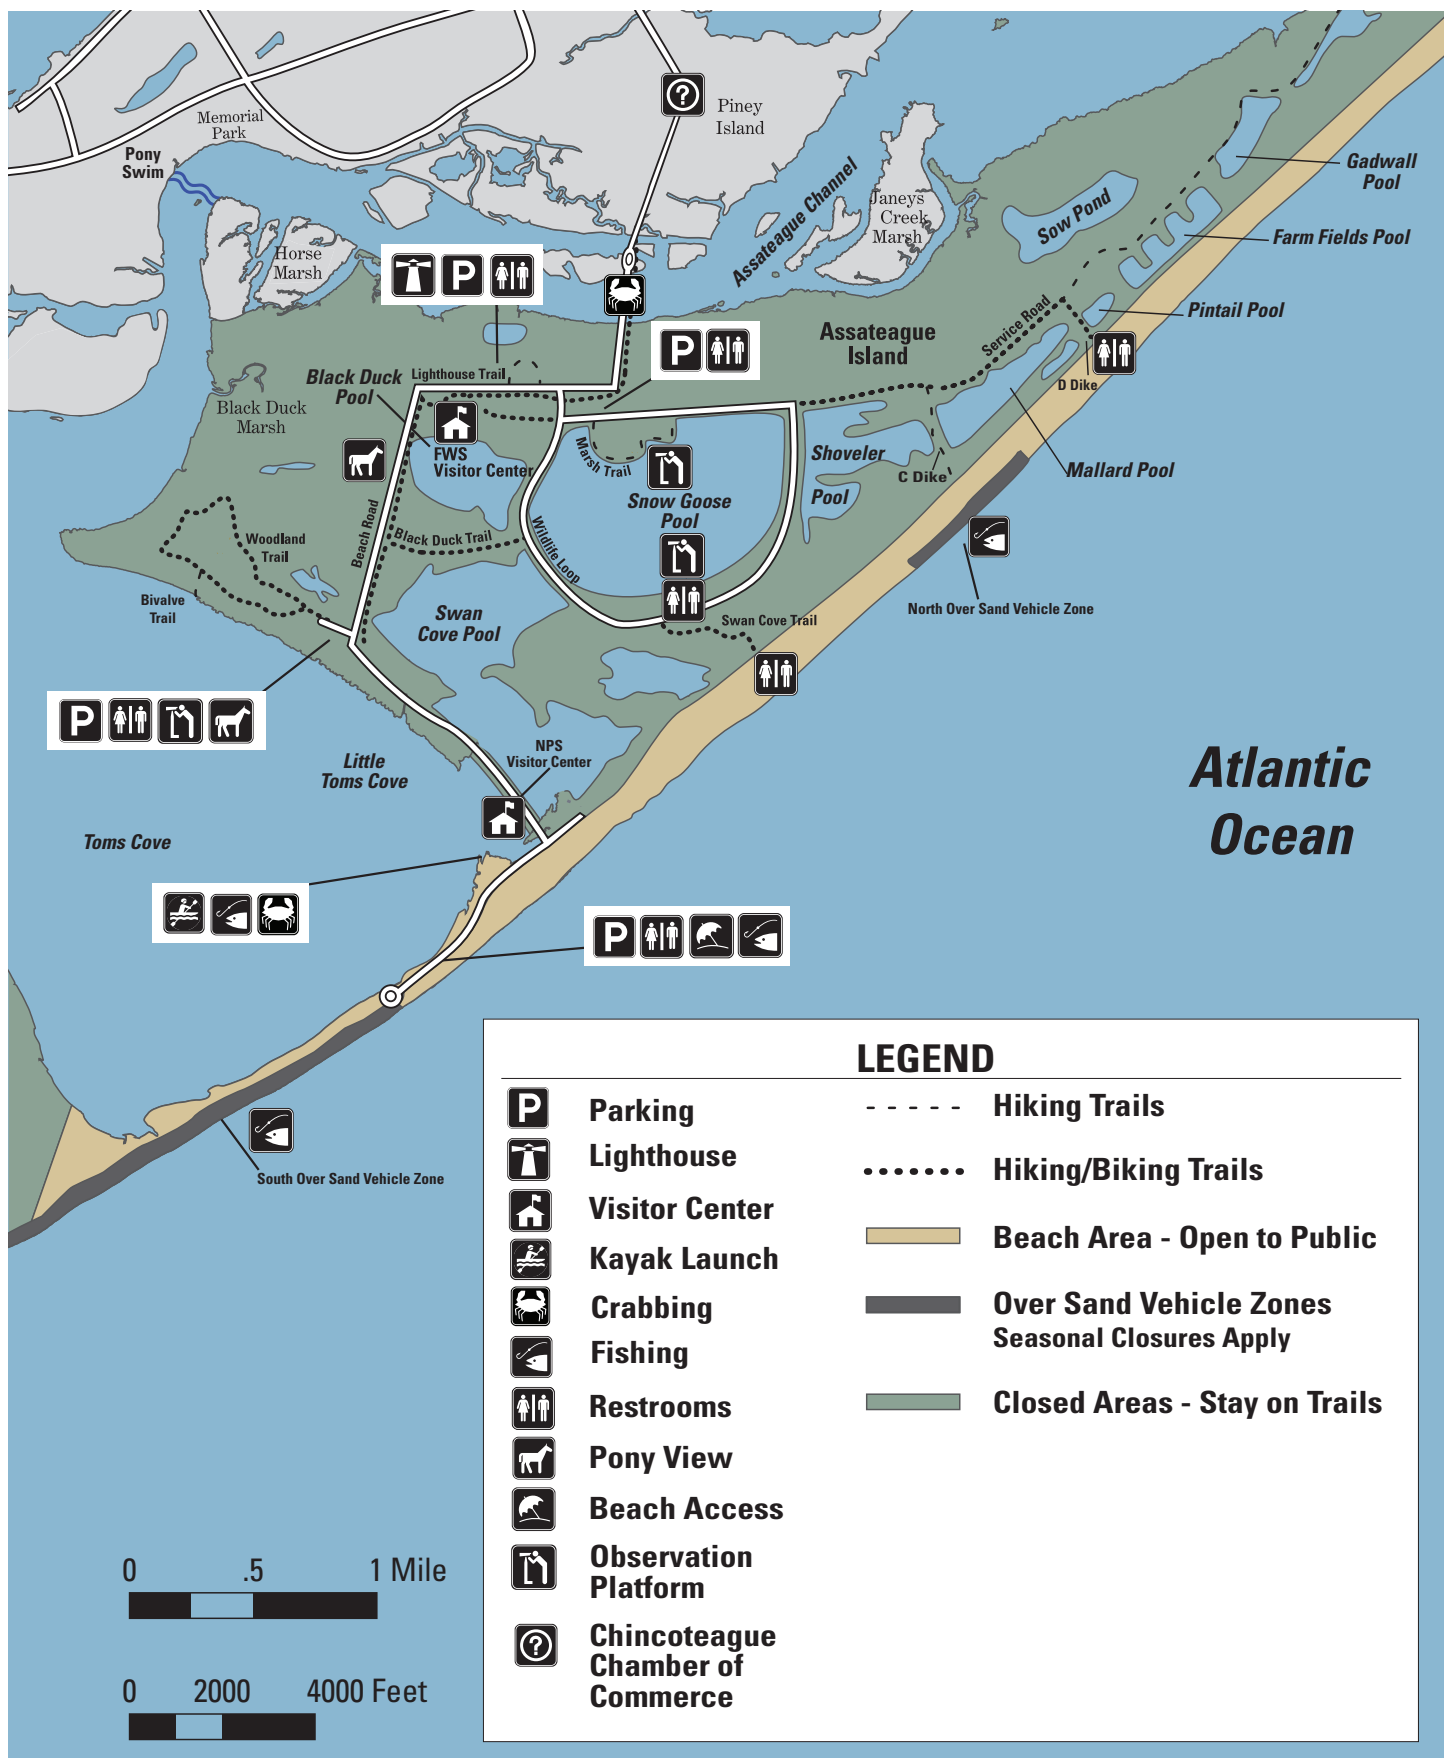 Memorial
Park
Pony
Swim
?
Piney
Island
Horse
Marsh
Assateague Channel
Janeys
Creek
Marsh
Sow Pond
Gadwall
Pool
Farm Fields Pool
Pintail Pool
P
P
Assateague
Island
Service Road
D Dike
Black Duck
Pool
Lighthouse Trail
Black Duck
Marsh
FWS
Visitor Center
Marsh Trail
Snow Goose
Pool
Shoveler
Pool
C Dike
Mallard Pool
Beach Road
Woodland
Trail
Black Duck Trail
Wildlife Loop
Bivalve
Trail
Swan
Cove Pool
Swan Cove Trail
North Over Sand Vehicle Zone
P
Little
Toms Cove
NPS
Visitor Center
Atlantic
Ocean
Toms Cove
P
South Over Sand Vehicle Zone
LEGEND
P Parking
Lighthouse
Visitor Center
Kayak Launch
Crabbing
Fishing
Restrooms
Pony View
Beach Access
Observation
Platform
? Chincoteague
Chamber of
Commerce
Hiking Trails
Hiking/Biking Trails
Beach Area - Open to Public
Over Sand Vehicle Zones
Seasonal Closures Apply
Closed Areas - Stay on Trails
0 .5 1 Mile
0 2000 4000 Feet